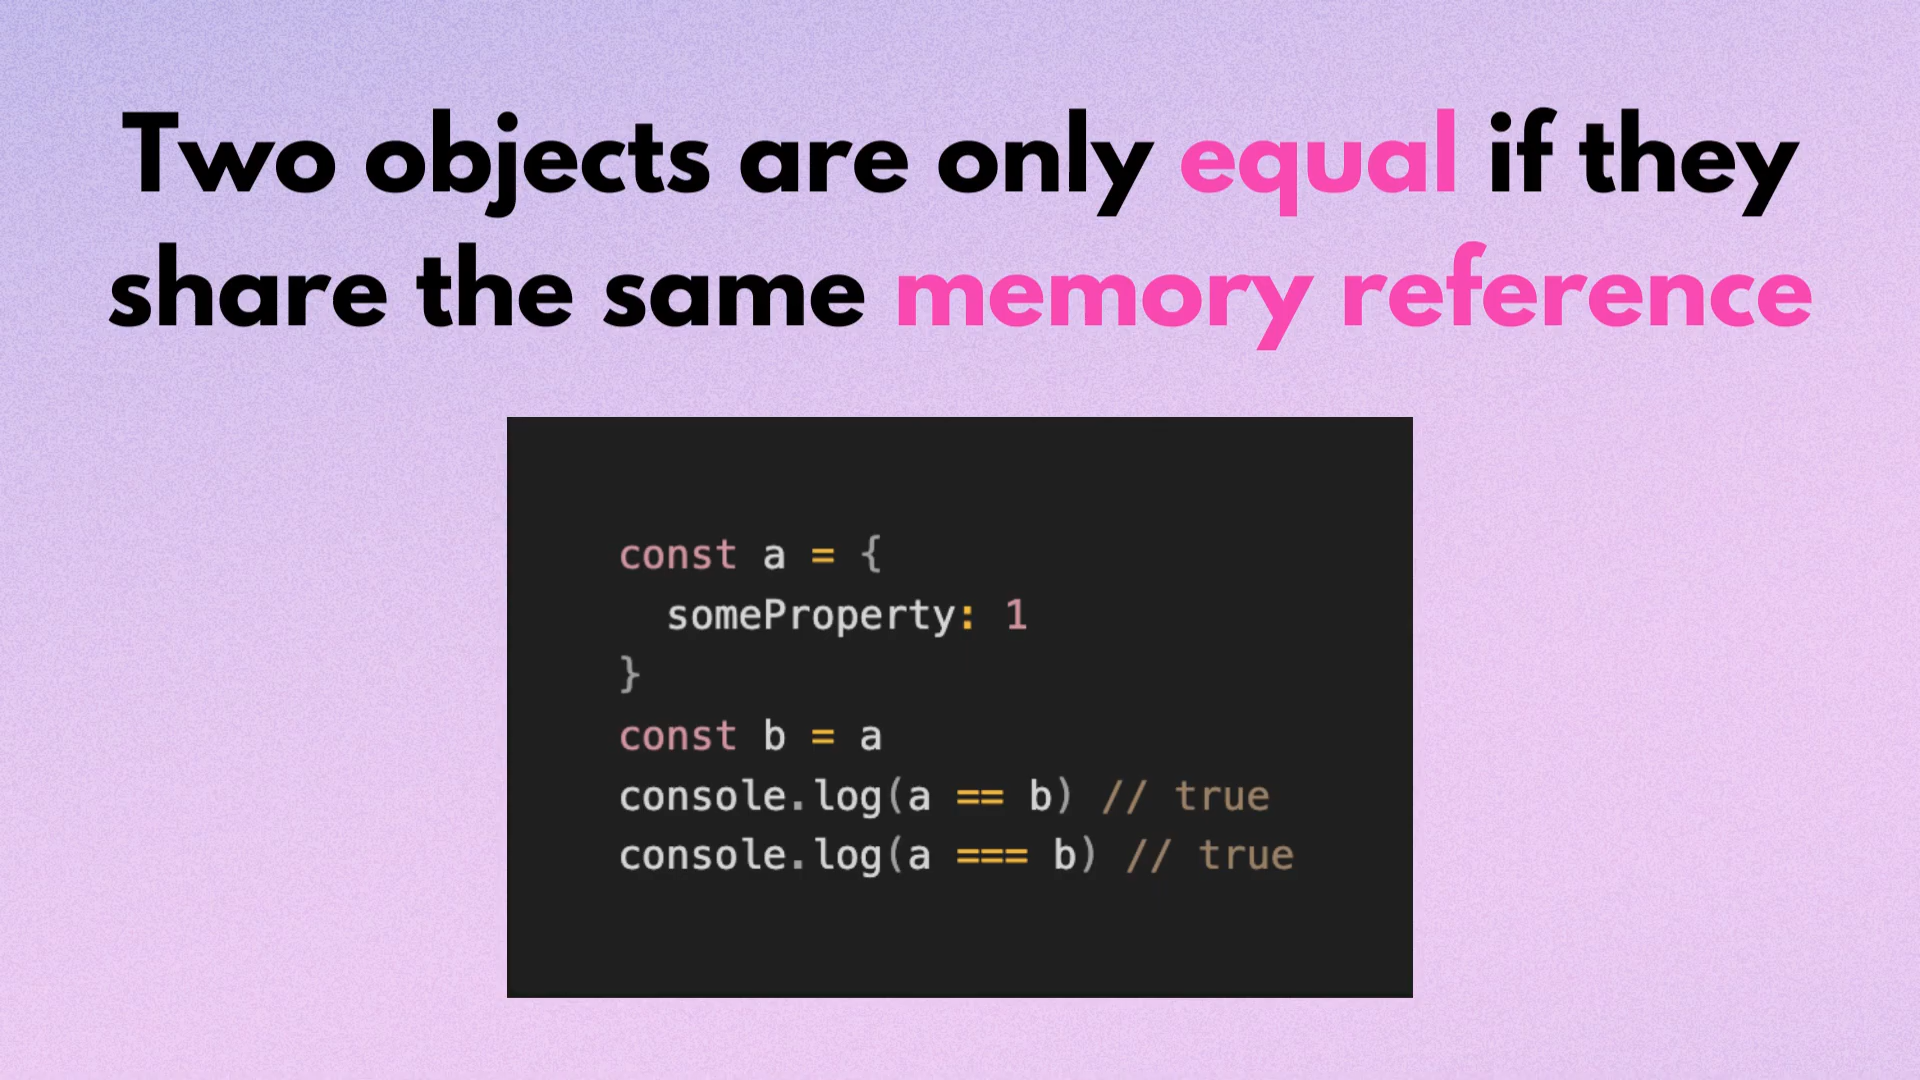 Two objects are only equal if they
share the same memory reference
const a = {
  someProperty: 1
}
const b = a
console.log(a == b) // true
console.log(a === b) // true